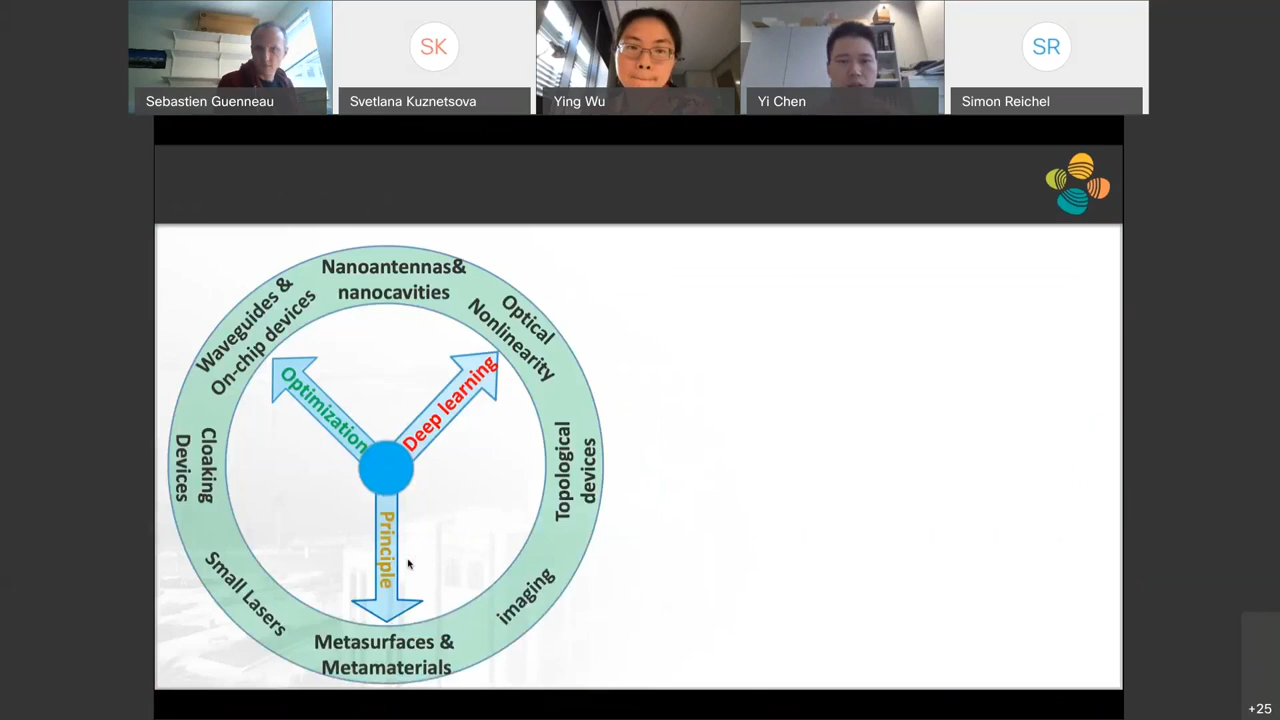 SK
SR
Sebastien Guenneau
Svetlana Kuznetsova
Ying Wu
Yi Chen
Simon Reichel
Nanoantennas&
nanocavities
Waveguides &
On-chip devices
Optical
Nonlinearity
Optimization
Deep learning
Cloaking
Devices
Topological
devices
Principle
Small Lasers
imaging
Metasurfaces &
Metamaterials
+25